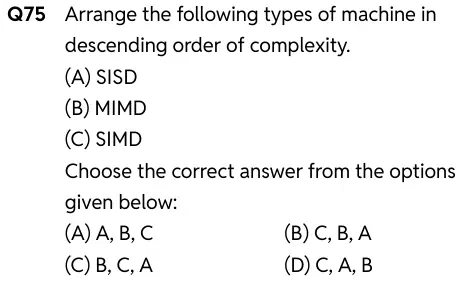 Q75 Arrange the following types of machine in
descending order of complexity.
(A) SISD
(B) MIMD
(C) SIMD
Choose the correct answer from the options
given below:
(A) A, B, C (B) C, B, A
(C) B, C, A (D) C, A, B